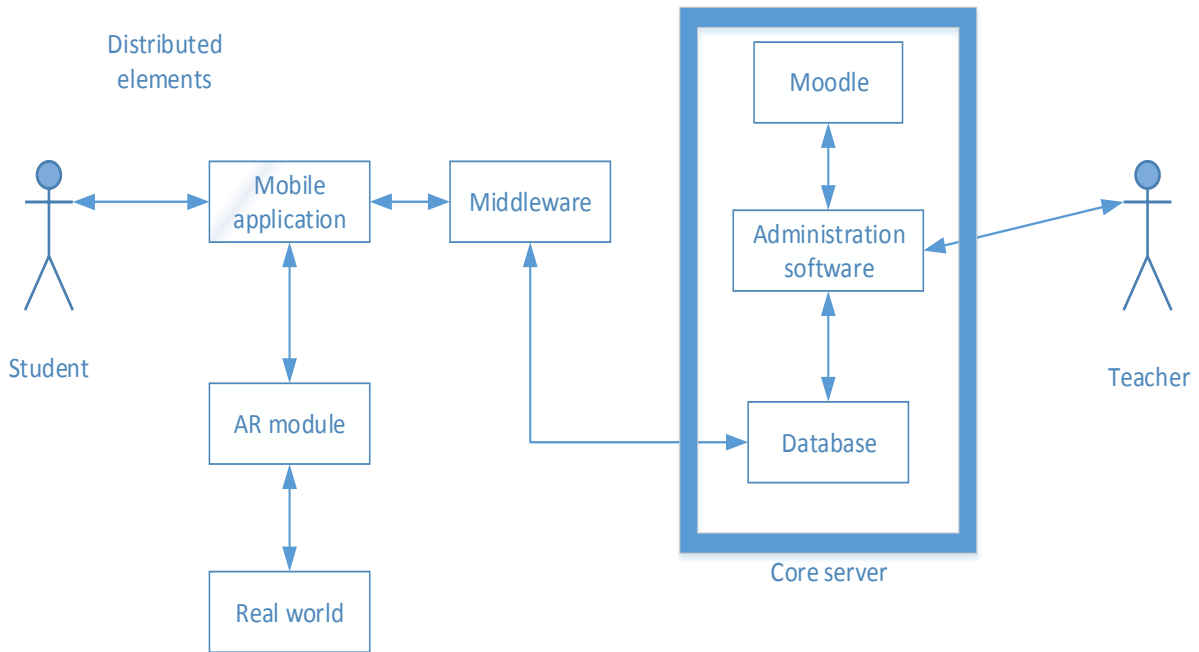 Distributed
elements
Moodle
Mobile
application
Middleware
Administration
software
Student
Teacher
AR module
Database
Core server
Real world